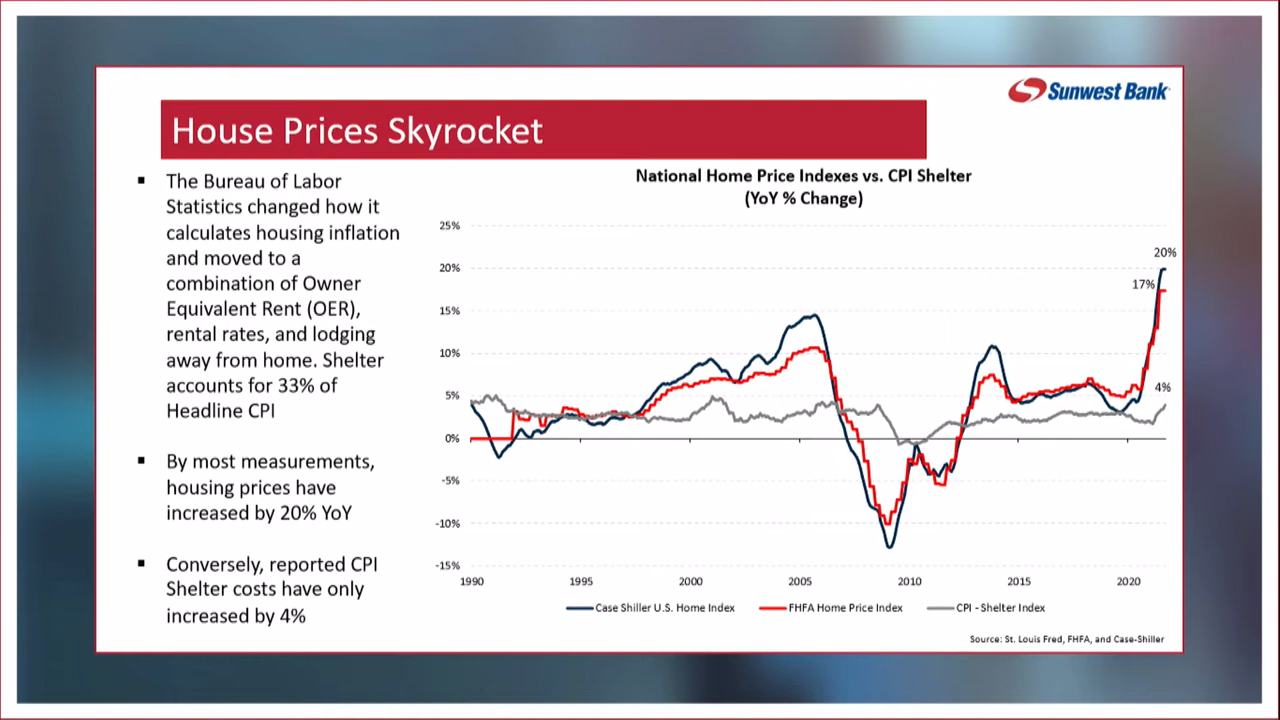 Sunwest Bank
House Prices Skyrocket
▪ The Bureau of Labor
Statistics changed how it
calculates housing inflation
and moved to a
combination of Owner
Equivalent Rent (OER),
rental rates, and lodging
away from home. Shelter
accounts for 33% of
Headline CPI
▪ By most measurements,
housing prices have
increased by 20% YoY
▪ Conversely, reported CPI
Shelter costs have only
increased by 4%
National Home Price Indexes vs. CPI Shelter
(YoY % Change)
25%
20%
15%
10%
5%
0%
-5%
-10%
-15%
20%
17%
4%
1990 1995 2000 2005 2010 2015 2020
Case Shiller U.S. Home Index FHFA Home Price Index CPI - Shelter Index
Source: St. Louis Fred, FHFA, and Case-Shiller